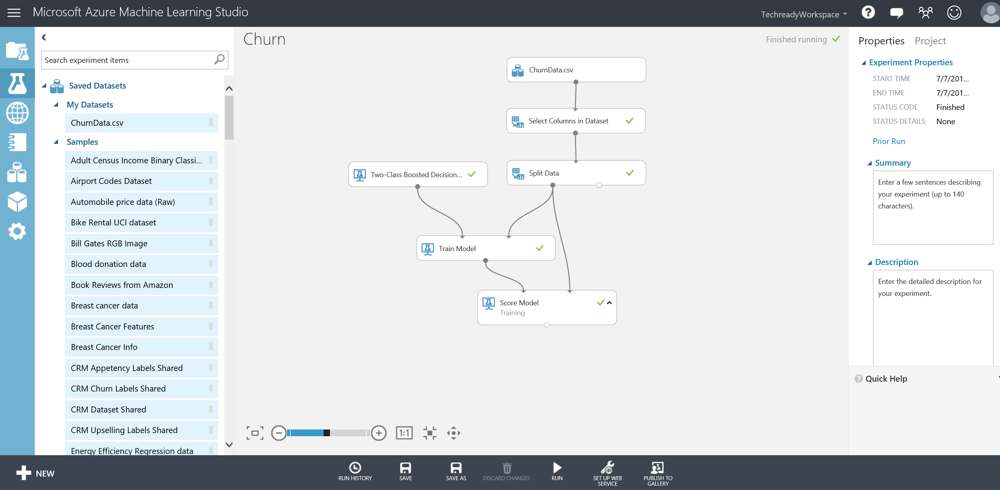 Microsoft Azure Machine Learning Studio
TechreadyWorkspace
Search experiment items
Saved Datasets
My Datasets
ChurnData.csv
Samples
Adult Census Income Binary Classi...
Airport Codes Dataset
Automobile price data (Raw)
Bike Rental UCI dataset
Bill Gates RGB Image
Blood donation data
Book Reviews from Amazon
Breast cancer data
Breast Cancer Features
Breast Cancer Info
CRM Appetency Labels Shared
CRM Churn Labels Shared
CRM Dataset Shared
CRM Upselling Labels Shared
Energy Efficiency Regression data
Churn
Finished running
ChurnData.csv
Select Columns in Dataset
Two-Class Boosted Decision...
Split Data
Train Model
Score Model
Training
1:1
Properties Project
Experiment Properties
START TIME 7/7/201...
END TIME 7/7/201...
STATUS CODE Finished
STATUS DETAILS None
Prior Run
Summary
Enter a few sentences describing
your experiment (up to 140
characters).
Description
Enter the detailed description for
your experiment.
Quick Help
NEW
RUN HISTORY
SAVE
SAVE AS
DISCARD CHANGES
RUN
SET UP WEB
SERVICE
PUBLISH TO
GALLERY